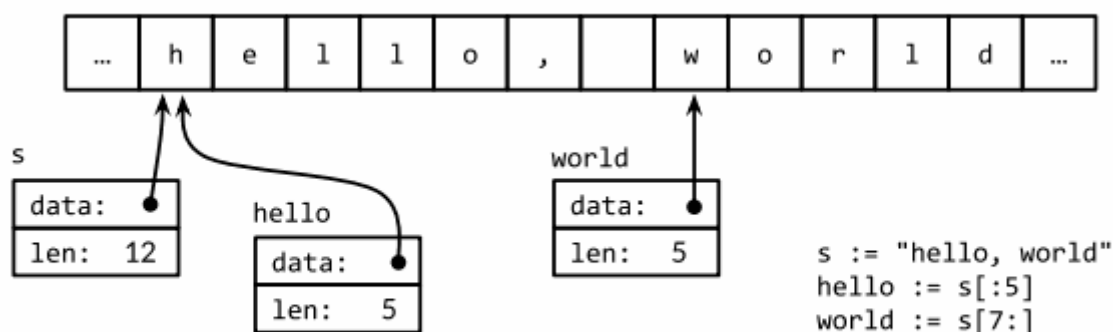 … h e l l o , w o r l d …
s
data:
len: 12
hello
data:
len: 5
world
data:
len: 5
s := "hello, world"
hello := s[:5]
world := s[7:]